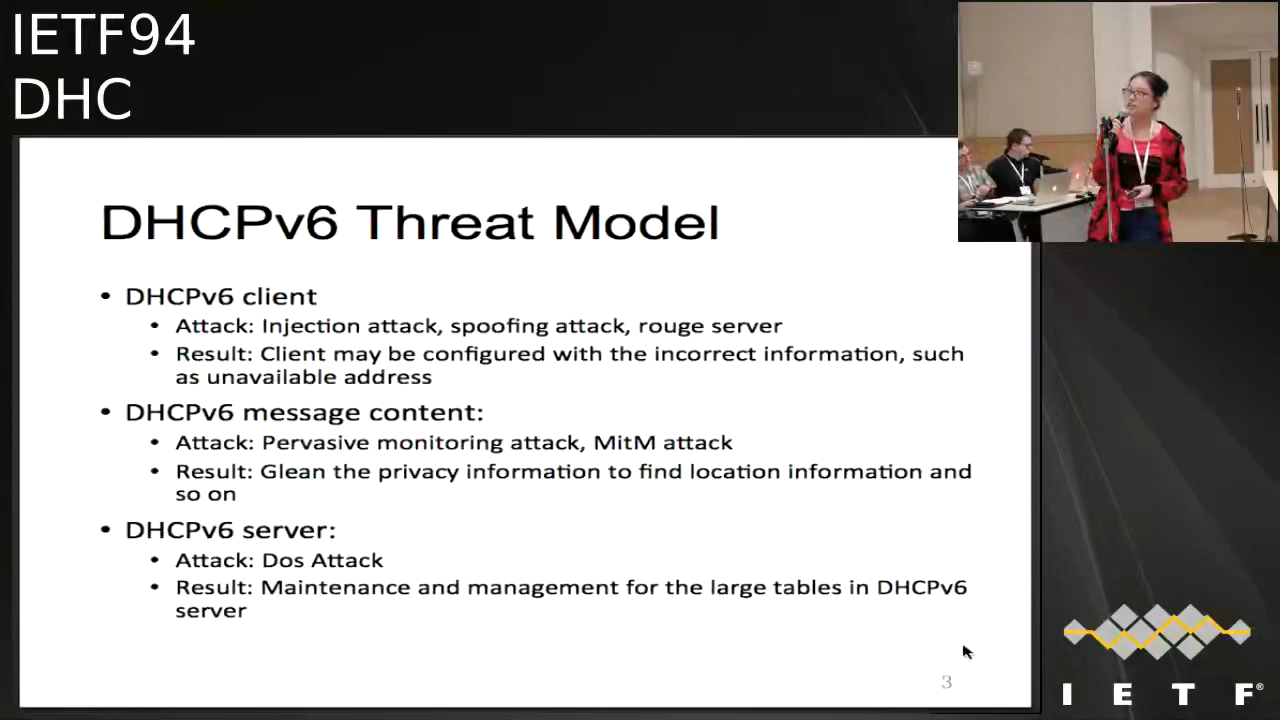 IETF94
DHC
DHCPv6 Threat Model
• DHCPv6 client
• Attack: Injection attack, spoofing attack, rouge server
• Result: Client may be configured with the incorrect information, such
as unavailable address
• DHCPv6 message content:
• Attack: Pervasive monitoring attack, MitM attack
• Result: Glean the privacy information to find location information and
so on
• DHCPv6 server:
• Attack: Dos Attack
• Result: Maintenance and management for the large tables in DHCPv6
server
3
I E T F®